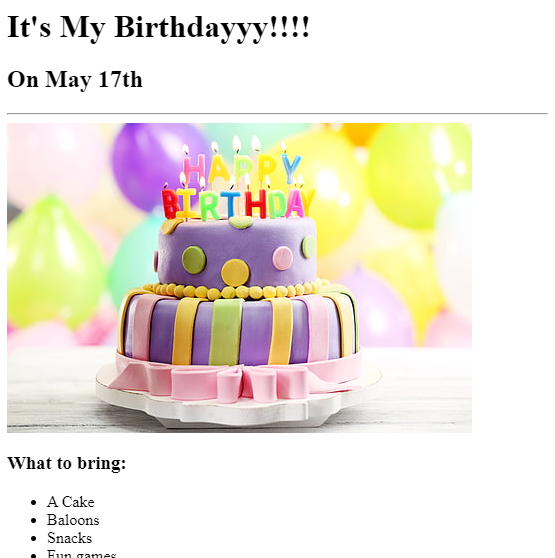 It's My Birthdayyy!!!!
On May 17th
HAPPY
BIRTHDAY
What to bring:
A Cake
Baloons
Snacks
Fun games